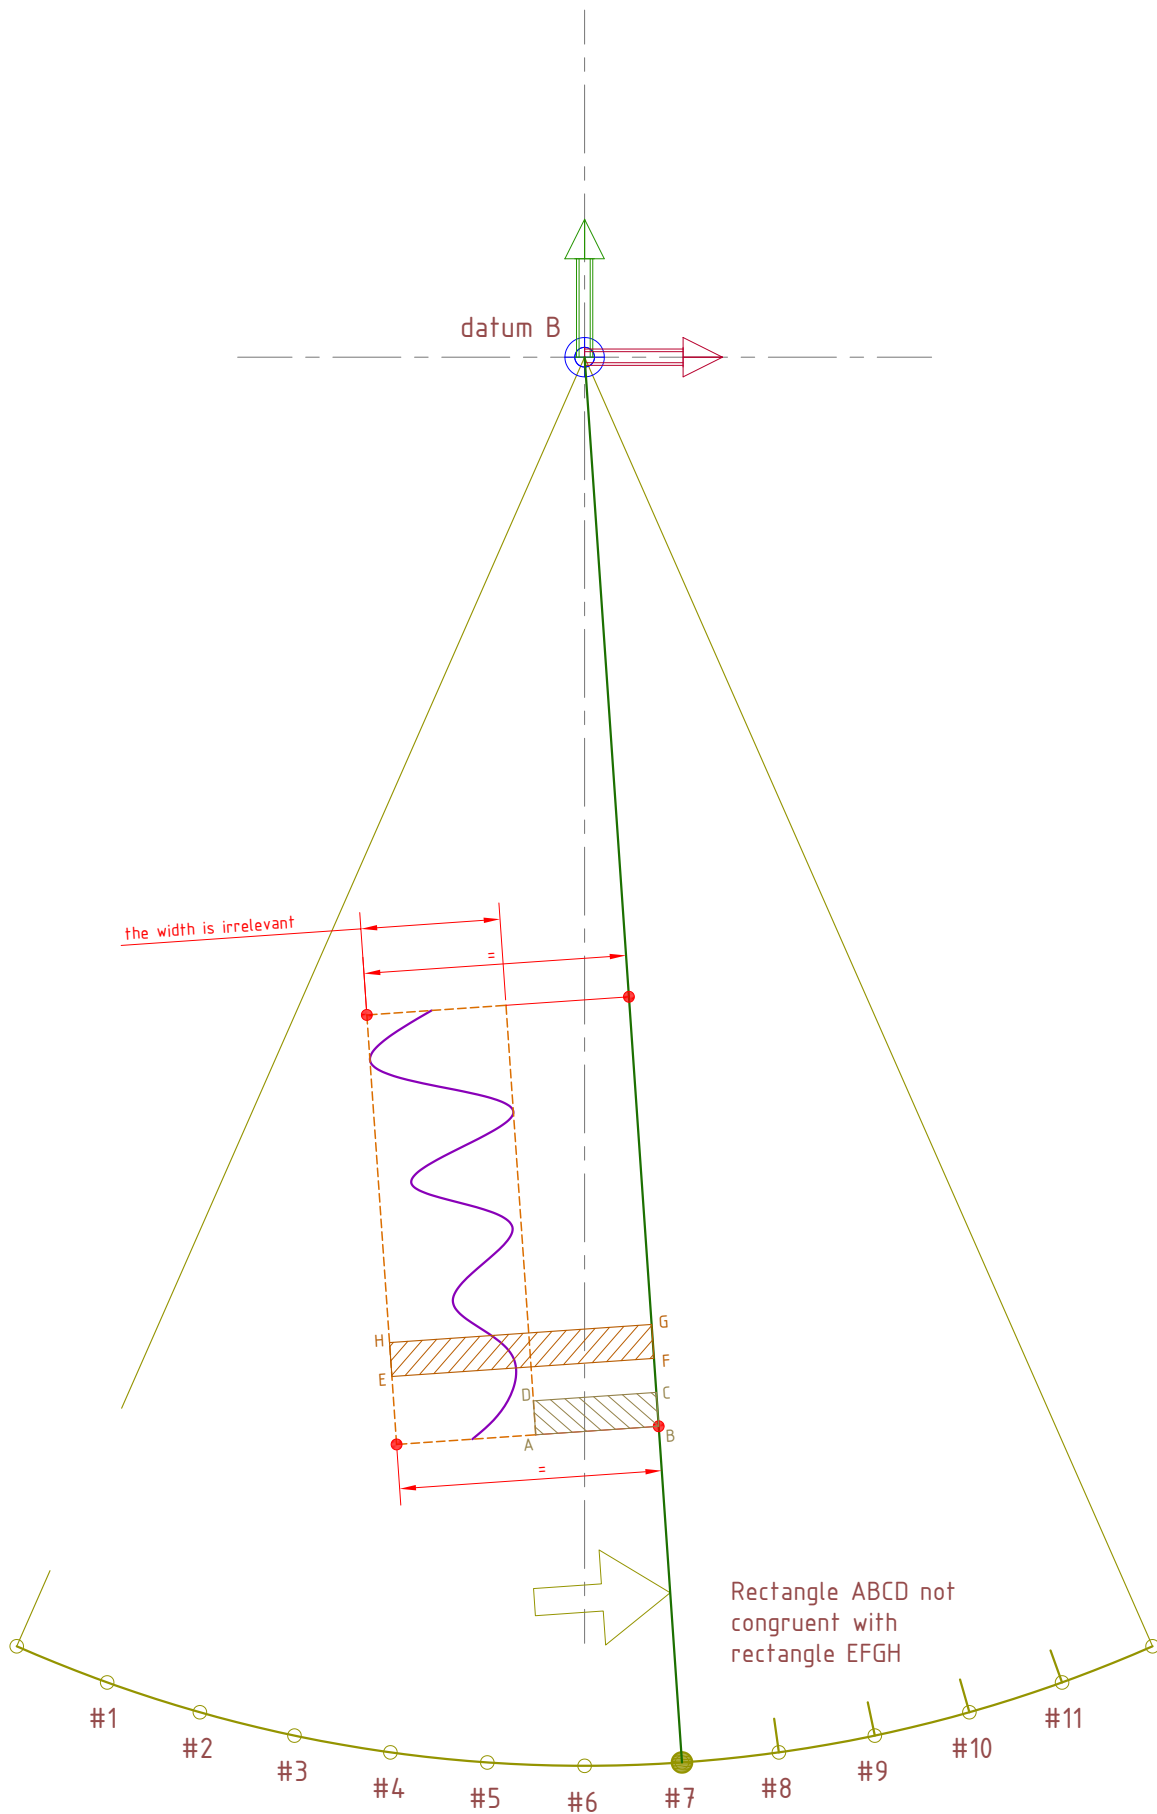 datum B
the width is irrelevant
=
H
G
E
F
D
C
A
B
=
Rectangle ABCD not
congruent with
rectangle EFGH
#1
#2
#3
#4
#5
#6
#7
#8
#9
#10
#11